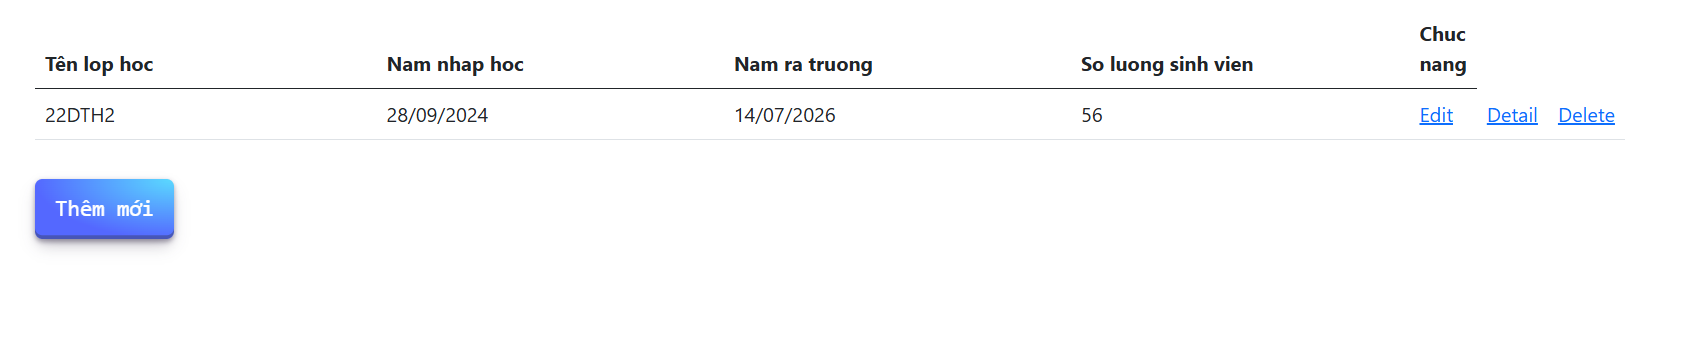 Tên lop hoc Nam nhap hoc Nam ra truong So luong sinh vien Chuc nang
22DTH2 28/09/2024 14/07/2026 56 Edit Detail Delete
Thêm mới